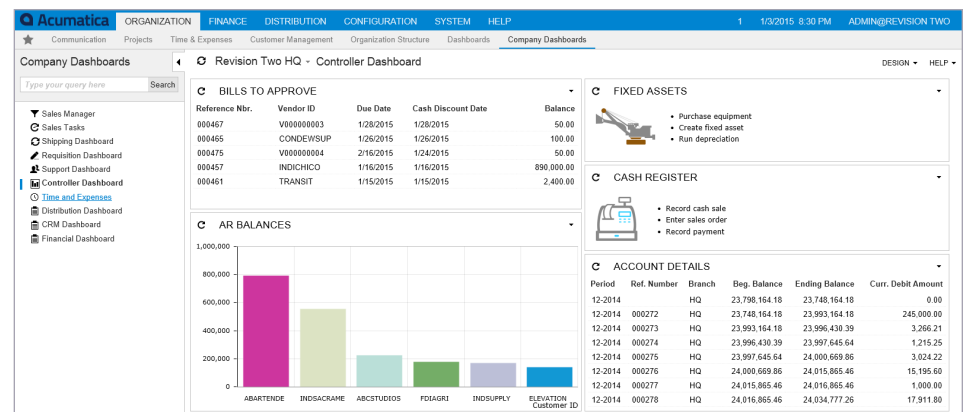 Acumatica ORGANIZATION FINANCE DISTRIBUTION CONFIGURATION SYSTEM HELP 1 1/3/2015 8:30 PM ADMIN@REVISION TWO
Communication Projects Time & Expenses Customer Management Organization Structure Dashboards Company Dashboards
Company Dashboards
Type your query here Search
Sales Manager
Sales Tasks
Shipping Dashboard
Requisition Dashboard
Support Dashboard
Controller Dashboard
Time and Expenses
Distribution Dashboard
CRM Dashboard
Financial Dashboard
Revision Two HQ - Controller Dashboard
DESIGN HELP
BILLS TO APPROVE
Reference Nbr. Vendor ID Due Date Cash Discount Date Balance
000467 V000000003 1/28/2015 1/28/2015 50.00
000465 CONDEWSUP 1/26/2015 1/26/2015 100.00
000475 V000000004 2/16/2015 1/24/2015 50.00
000457 INDICHICO 1/16/2015 1/16/2015 890,000.00
000461 TRANSIT 1/15/2015 1/15/2015 2,400.00
AR BALANCES
1,000,000
800,000
600,000
400,000
200,000
0
ABARTENDE INDSACRAME ABCSTUDIOS FDIAGRI INDSUPPLY ELEVATION
Customer ID
FIXED ASSETS
Purchase equipment
Create fixed asset
Run depreciation
CASH REGISTER
Record cash sale
Enter sales order
Record payment
ACCOUNT DETAILS
Period Ref. Number Branch Beg. Balance Ending Balance Curr. Debit Amount
12-2014 HQ 23,798,164.18 23,748,164.18 0.00
12-2014 000272 HQ 23,748,164.18 23,993,164.18 245,000.00
12-2014 000273 HQ 23,993,164.18 23,996,430.39 3,266.21
12-2014 000274 HQ 23,996,430.39 23,997,645.64 1,215.25
12-2014 000275 HQ 23,997,645.64 24,000,669.86 3,024.22
12-2014 000276 HQ 24,000,669.86 24,015,865.46 15,195.60
12-2014 000277 HQ 24,015,865.46 24,016,865.46 1,000.00
12-2014 000278 HQ 24,016,865.46 24,034,777.26 17,911.80